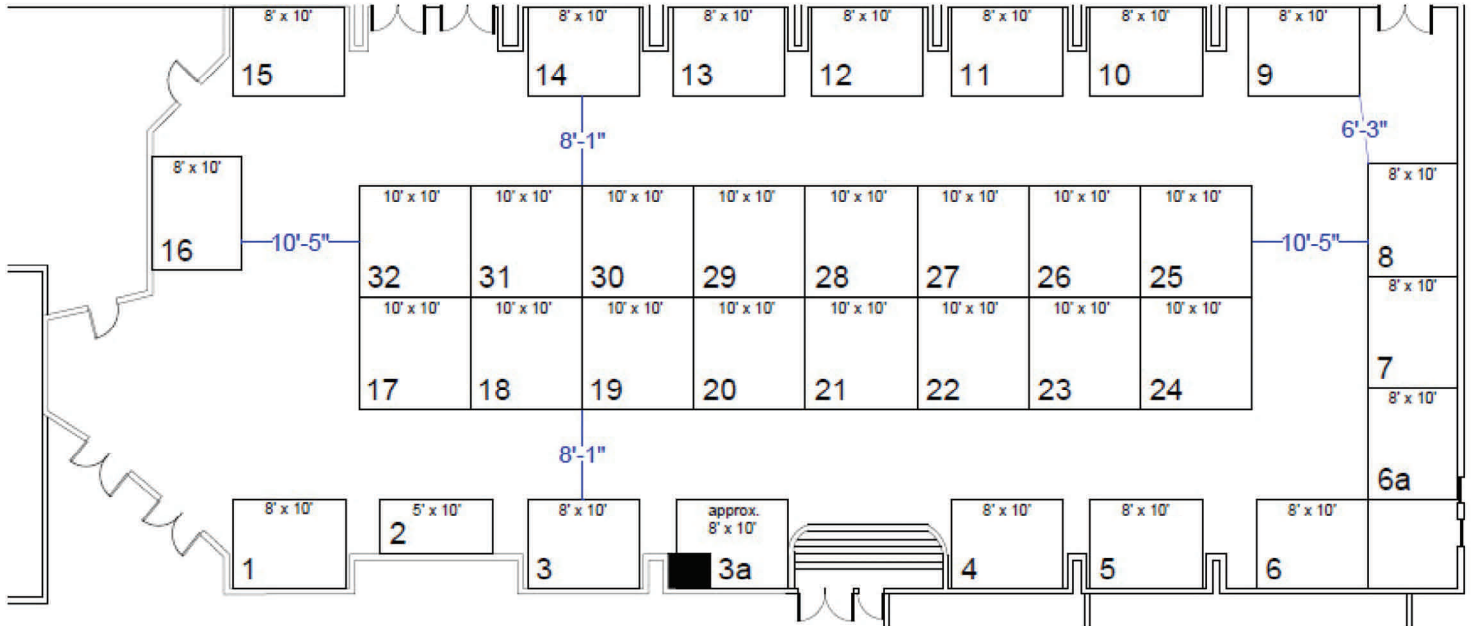 8' x 10'
15
8' x 10'
14
8' x 10'
13
8' x 10'
12
8' x 10'
11
8' x 10'
10
8' x 10'
9
8'-1"
6'-3"
8' x 10'
16
10'-5"
10' x 10'
32
10' x 10'
31
10' x 10'
30
10' x 10'
29
10' x 10'
28
10' x 10'
27
10' x 10'
26
10' x 10'
25
10'-5"
8' x 10'
8
10' x 10'
17
10' x 10'
18
10' x 10'
19
10' x 10'
20
10' x 10'
21
10' x 10'
22
10' x 10'
23
10' x 10'
24
8' x 10'
7
8' x 10'
6a
8'-1"
8' x 10'
1
5' x 10'
2
8' x 10'
3
approx.
8' x 10'
3a
8' x 10'
4
8' x 10'
5
8' x 10'
6